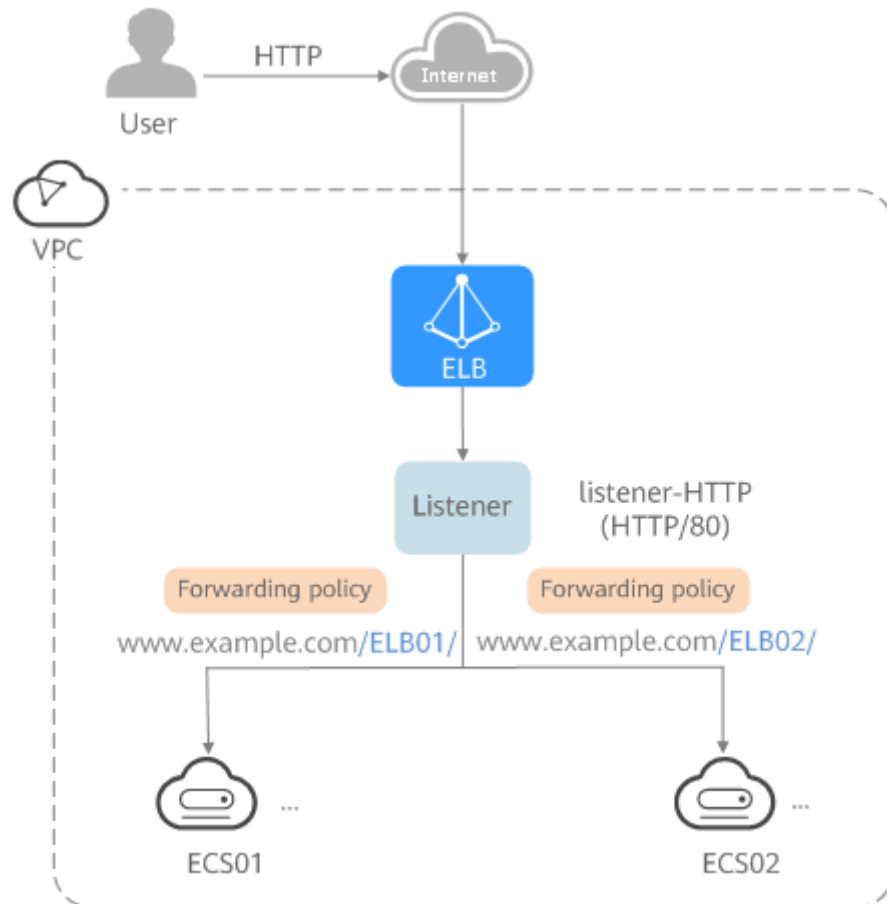 HTTP
Internet
User
VPC
ELB
Listener
listener-HTTP
(HTTP/80)
Forwarding policy
Forwarding policy
www.example.com/ELB01/
www.example.com/ELB02/
...
...
ECS01
ECS02